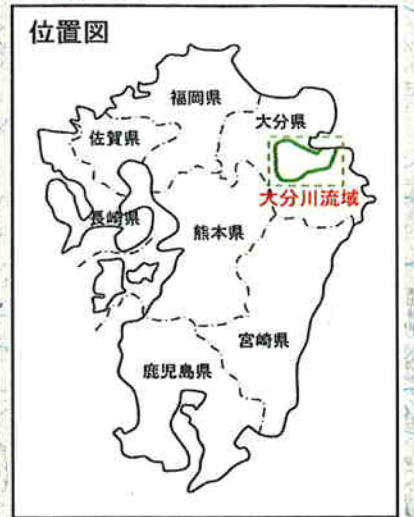 位置図
福岡県
大分県
佐賀県
大分川流域
長崎県
熊本県
宮崎県
鹿児島県